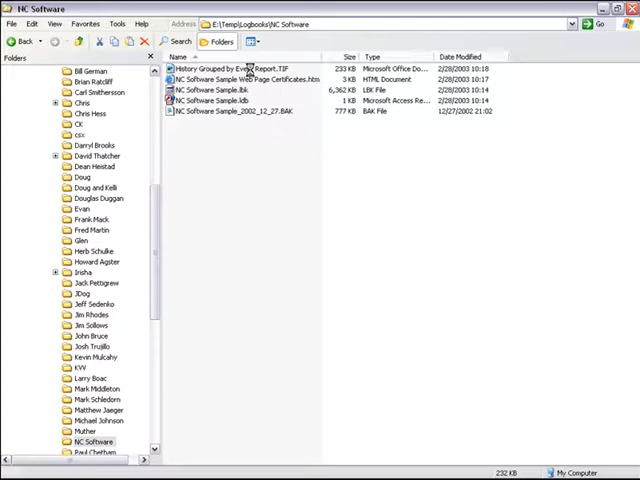 NC Software
File Edit View Favorites Tools Help Address E:\Temp\Logbooks\NC Software Go
Back Search Folders
Folders Name Size Type Date Modified
Bill German
Brian Ratcliff
Carl Smithersson
Chris
Chris Hess
CK
csx
Darryl Brooks
David Thatcher
Dean Heistad
Doug
Doug and Kelli
Douglas Duggan
Evan
Frank Mack
Fred Martin
Glen
Herb Schulke
Howard Agster
Irisha
Jack Pettigrew
JDog
Jeff Sedenko
Jim Rhodes
Jim Sollows
John Bruce
Josh Trujillo
Kevin Mulcahy
KW
Larry Boac
Mark Middleton
Mark Schledorn
Matthew Jaeger
Michael Johnson
Muther
NC Software
Paul Chetham
History Grouped by Event Report.TIF 233 KB Microsoft Office Do... 2/28/2003 10:18
NC Software Sample Web Page Certificates.htm 3 KB HTML Document 2/28/2003 10:17
NC Software Sample.lbk 6,362 KB LBK File 2/28/2003 10:14
NC Software Sample.ldb 1 KB Microsoft Access Re... 2/28/2003 10:14
NC Software Sample_2002_12_27.BAK 777 KB BAK File 12/27/2002 21:02
232 KB My Computer